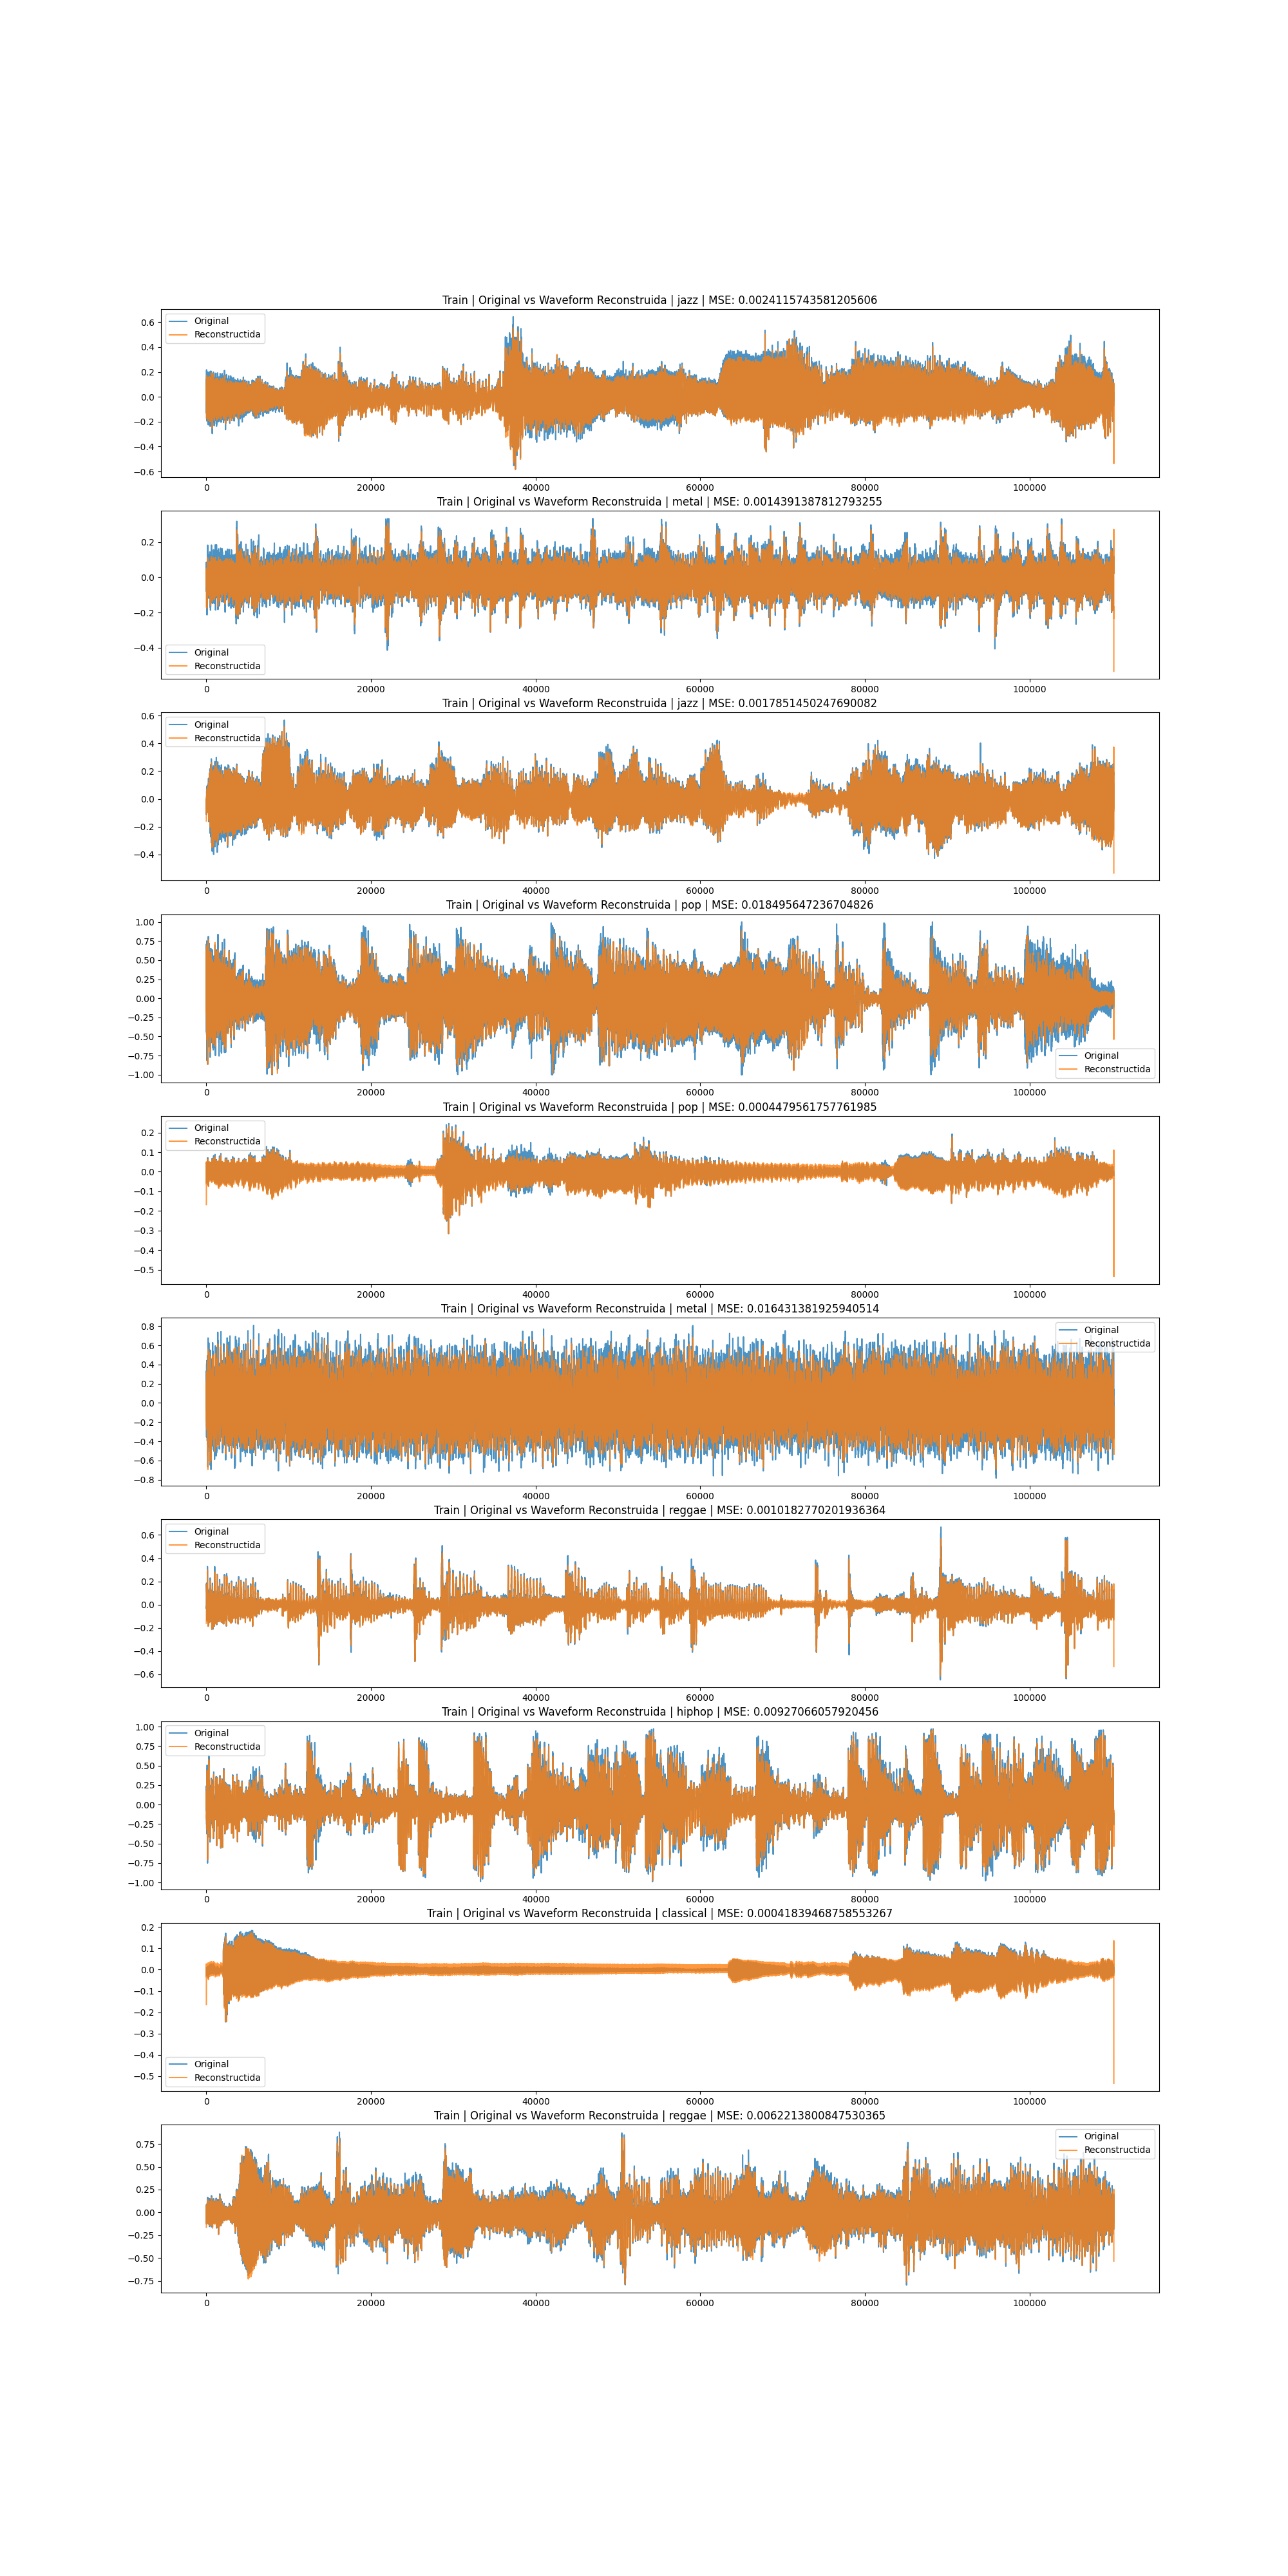 Train | Original vs Waveform Reconstruida | jazz | MSE: 0.0024115743581205606
Original
Reconstructida
0.6
0.4
0.2
0.0
−0.2
−0.4
−0.6
0 20000 40000 60000 80000 100000
Train | Original vs Waveform Reconstruida | metal | MSE: 0.0014391387812793255
0.2
0.0
−0.2
−0.4
Original
Reconstructida
0 20000 40000 60000 80000 100000
Train | Original vs Waveform Reconstruida | jazz | MSE: 0.0017851450247690082
Original
Reconstructida
0.6
0.4
0.2
0.0
−0.2
−0.4
0 20000 40000 60000 80000 100000
Train | Original vs Waveform Reconstruida | pop | MSE: 0.018495647236704826
1.00
0.75
0.50
0.25
0.00
−0.25
−0.50
−0.75
−1.00
Original
Reconstructida
0 20000 40000 60000 80000 100000
Train | Original vs Waveform Reconstruida | pop | MSE: 0.0004479561757761985
Original
Reconstructida
0.2
0.1
0.0
−0.1
−0.2
−0.3
−0.4
−0.5
0 20000 40000 60000 80000 100000
Train | Original vs Waveform Reconstruida | metal | MSE: 0.016431381925940514
Original
Reconstructida
0.8
0.6
0.4
0.2
0.0
−0.2
−0.4
−0.6
−0.8
0 20000 40000 60000 80000 100000
Train | Original vs Waveform Reconstruida | reggae | MSE: 0.0010182770201936364
Original
Reconstructida
0.6
0.4
0.2
0.0
−0.2
−0.4
−0.6
0 20000 40000 60000 80000 100000
Train | Original vs Waveform Reconstruida | hiphop | MSE: 0.00927066057920456
Original
Reconstructida
1.00
0.75
0.50
0.25
0.00
−0.25
−0.50
−0.75
−1.00
0 20000 40000 60000 80000 100000
Train | Original vs Waveform Reconstruida | classical | MSE: 0.00041839468758553267
0.2
0.1
0.0
−0.1
−0.2
−0.3
−0.4
−0.5
Original
Reconstructida
0 20000 40000 60000 80000 100000
Train | Original vs Waveform Reconstruida | reggae | MSE: 0.0062213800847530365
Original
Reconstructida
0.75
0.50
0.25
0.00
−0.25
−0.50
−0.75
0 20000 40000 60000 80000 100000